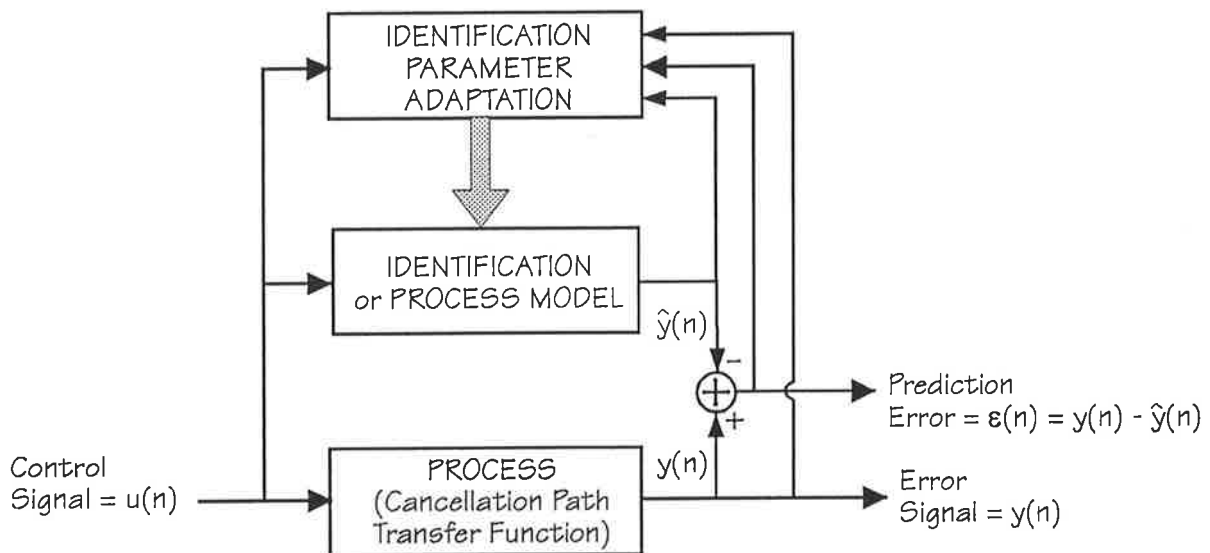 IDENTIFICATION
PARAMETER
ADAPTATION
IDENTIFICATION
or PROCESS MODEL
ŷ(n)
-
+
Prediction
Error = ε(n) = y(n) - ŷ(n)
Control
Signal = u(n)
PROCESS
(Cancellation Path
Transfer Function)
y(n)
Error
Signal = y(n)